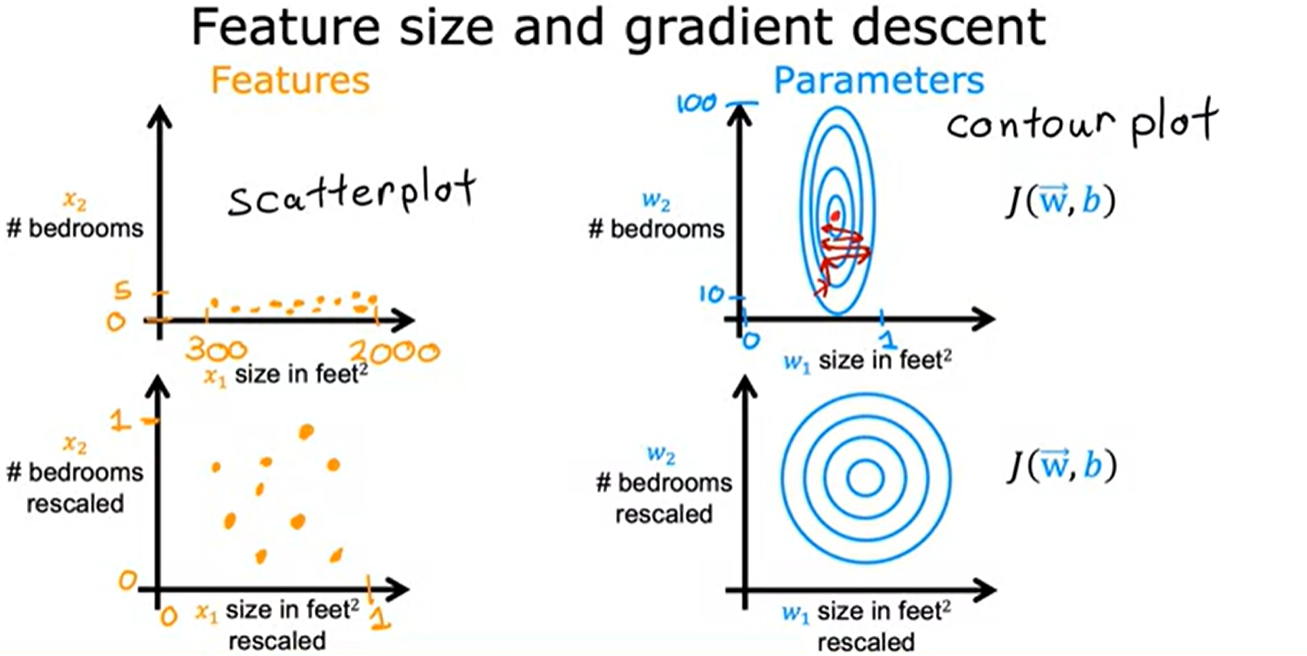 Feature size and gradient descent
Features
Parameters
scatterplot
x₂
# bedrooms
5
0
300
2000
x₁ size in feet²
100
contour plot
w₂
# bedrooms
J(w⃗, b)
10
0
1
w₁ size in feet²
1
x₂
# bedrooms
rescaled
0
0
x₁ size in feet²
rescaled
1
w₂
# bedrooms
rescaled
J(w⃗, b)
w₁ size in feet²
rescaled